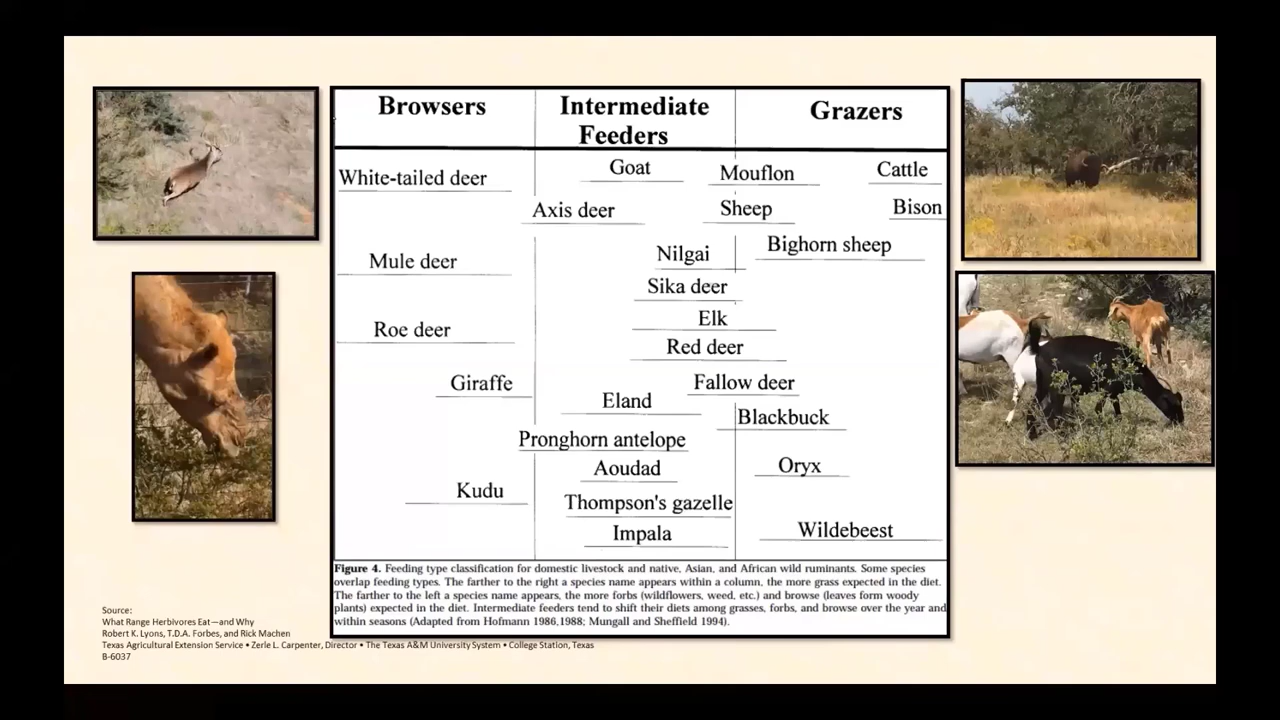 Browsers
Intermediate
Feeders
Grazers
White-tailed deer
Goat
Mouflon
Cattle
Axis deer
Sheep
Bison
Mule deer
Nilgai
Bighorn sheep
Sika deer
Elk
Roe deer
Red deer
Giraffe
Fallow deer
Eland
Blackbuck
Pronghorn antelope
Aoudad
Oryx
Kudu
Thompson's gazelle
Impala
Wildebeest
Figure 4. Feeding type classification for domestic livestock and native, Asian, and African wild ruminants. Some species
overlap feeding types. The farther to the right a species name appears within a column, the more grass expected in the diet.
The farther to the left a species name appears, the more forbs (wildflowers, weed, etc.) and browse (leaves form woody
plants) expected in the diet. Intermediate feeders tend to shift their diets among grasses, forbs, and browse over the year and
within seasons (Adapted from Hofmann 1986,1988; Mungall and Sheffield 1994).
Source:
What Range Herbivores Eat—and Why
Robert K. Lyons, T.D.A. Forbes, and Rick Machen
Texas Agricultural Extension Service • Zerle L. Carpenter, Director • The Texas A&M University System • College Station, Texas
B-6037